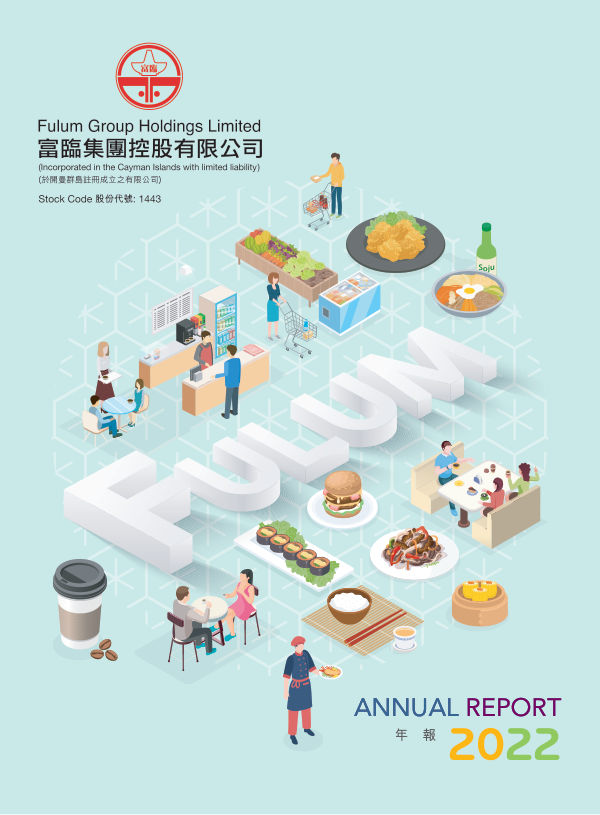 富臨
Fulum Group Holdings Limited
富臨集團控股有限公司
(Incorporated in the Cayman Islands with limited liability)
(於開曼群島註冊成立之有限公司)
Stock Code 股份代號: 1443
Soju
FULUM
ANNUAL REPORT
年報 2022